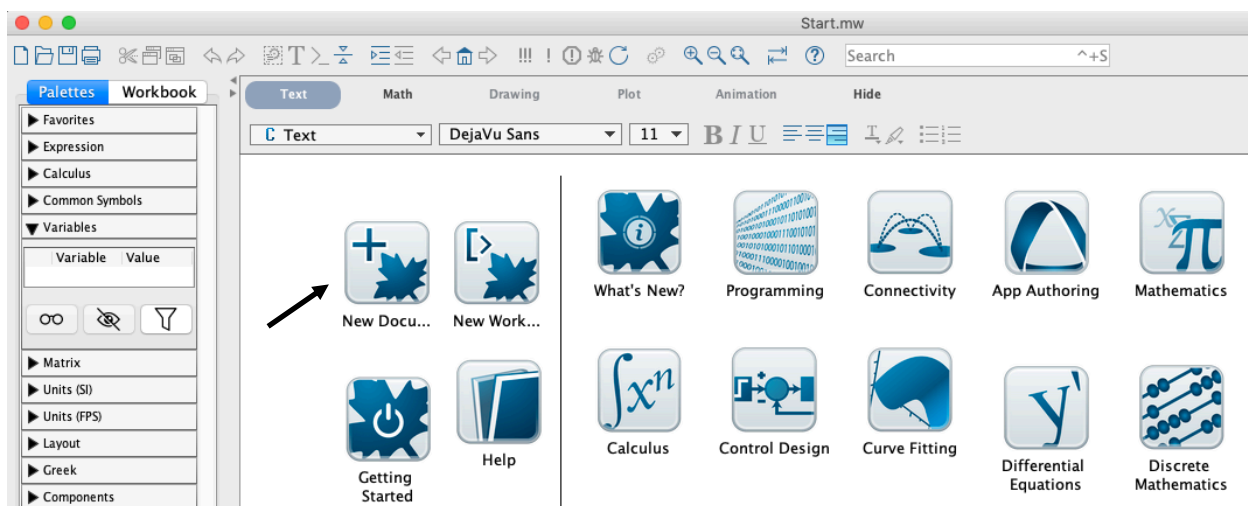 Start.mw
Search ^+S
Palettes Workbook
Text Math Drawing Plot Animation Hide
C Text DejaVu Sans 11 B I U
Favorites
Expression
Calculus
Common Symbols
Variables
Variable Value
Matrix
Units (SI)
Units (FPS)
Layout
Greek
Components
New Docu... New Work...
Getting
Started
Help
What's New? Programming Connectivity App Authoring Mathematics
Calculus Control Design Curve Fitting
Differential
Equations
Discrete
Mathematics